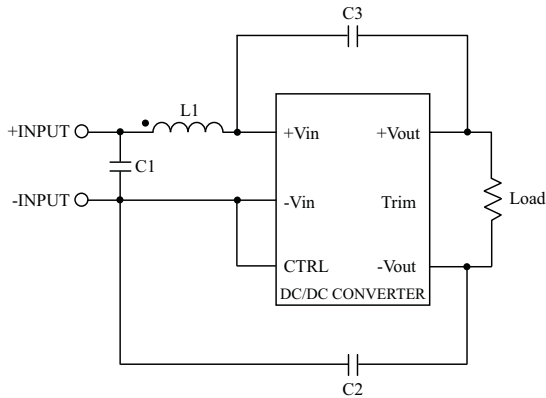 C3
L1
+INPUT
+Vin
+Vout
C1
-INPUT
-Vin
Trim
Load
CTRL
-Vout
DC/DC CONVERTER
C2